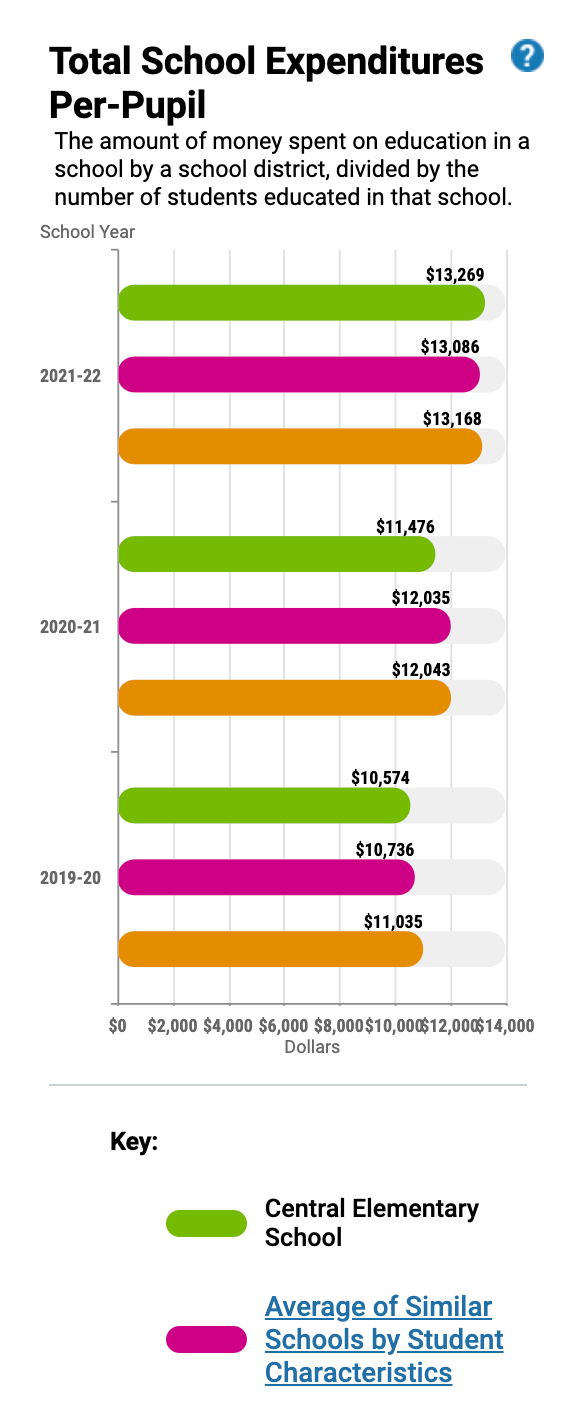 Total School Expenditures
Per-Pupil
?
The amount of money spent on education in a
school by a school district, divided by the
number of students educated in that school.
School Year
$13,269
2021-22
$13,086
$13,168
$11,476
2020-21
$12,035
$12,043
$10,574
2019-20
$10,736
$11,035
$0 $2,000 $4,000 $6,000 $8,000 $10,000 $12,000 $14,000
Dollars
Key:
Central Elementary
School
Average of Similar
Schools by Student
Characteristics